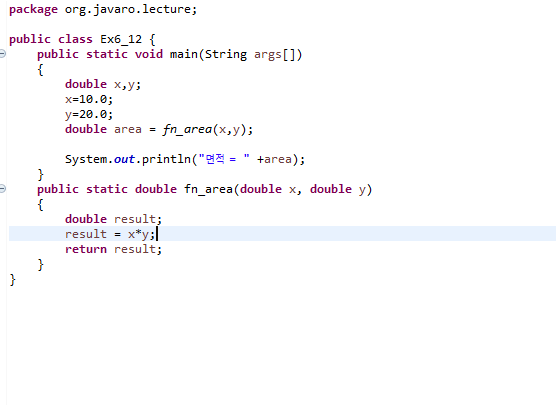 package org.javaro.lecture;
public class Ex6_12 {
public static void main(String args[])
{
double x,y;
x=10.0;
y=20.0;
double area = fn_area(x,y);
System.out.println("면적 = " +area);
}
public static double fn_area(double x, double y)
{
double result;
result = x*y;
return result;
}
}